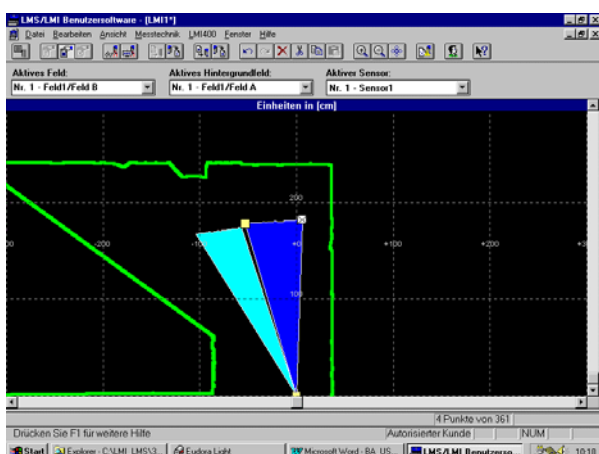 LMS/LMI Benutzersoftware - [LMI1*]
Datei Bearbeiten Ansicht Messtechnik LMI400 Fenster Hilfe
Aktives Feld: Aktives Hintergrundfeld: Aktiver Sensor:
Nr. 1 - Feld1/Feld B Nr. 1 - Feld1/Feld A Nr. 1 - Sensor1
Einheiten in [cm]
200
-200 -100 +0 +100 +200 +3
100
4 Punkte von 361
Drücken Sie F1 für weitere Hilfe Autorisierter Kunde NUM
Start Explorer - C:\LMI_LMS\3... Eudora Light Microsoft Word - BA_US... LMS/LMI Benutzerso... 10:10